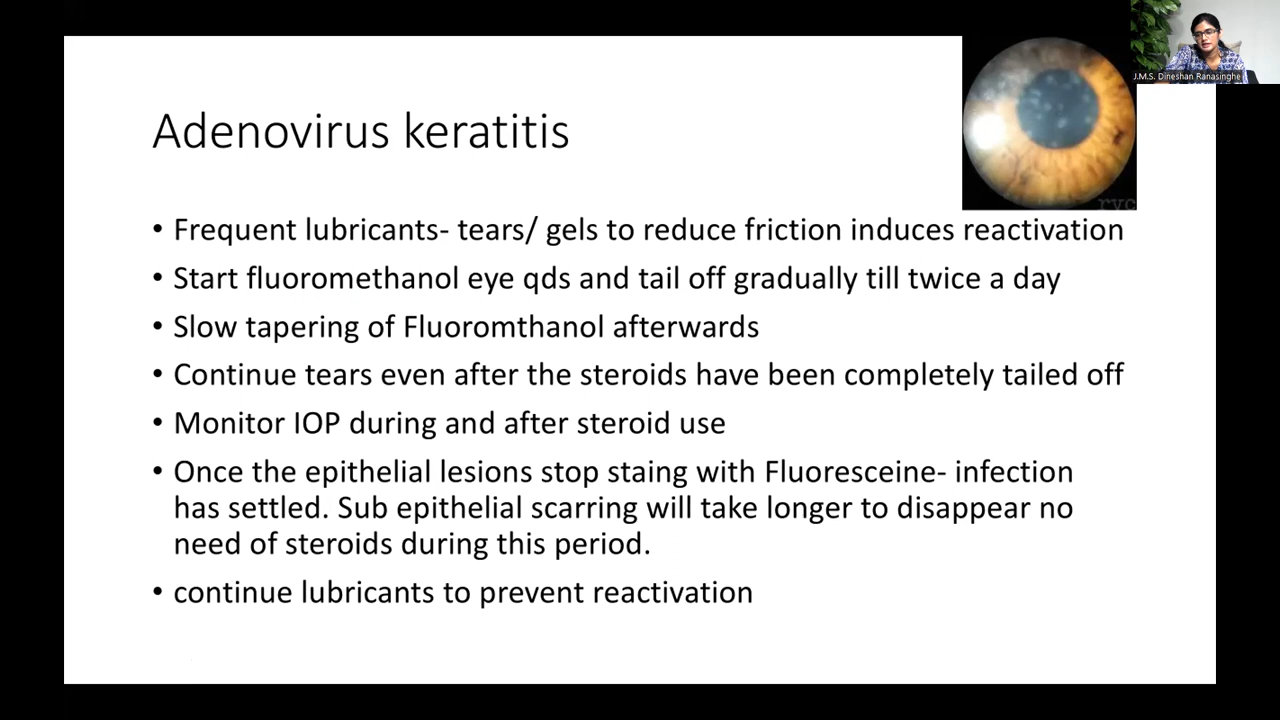 J.M.S. Dineshan Ranasinghe
Adenovirus keratitis
rvc
• Frequent lubricants- tears/ gels to reduce friction induces reactivation
• Start fluoromethanol eye qds and tail off gradually till twice a day
• Slow tapering of Fluoromthanol afterwards
• Continue tears even after the steroids have been completely tailed off
• Monitor IOP during and after steroid use
• Once the epithelial lesions stop staing with Fluoresceine- infection
has settled. Sub epithelial scarring will take longer to disappear no
need of steroids during this period.
• continue lubricants to prevent reactivation